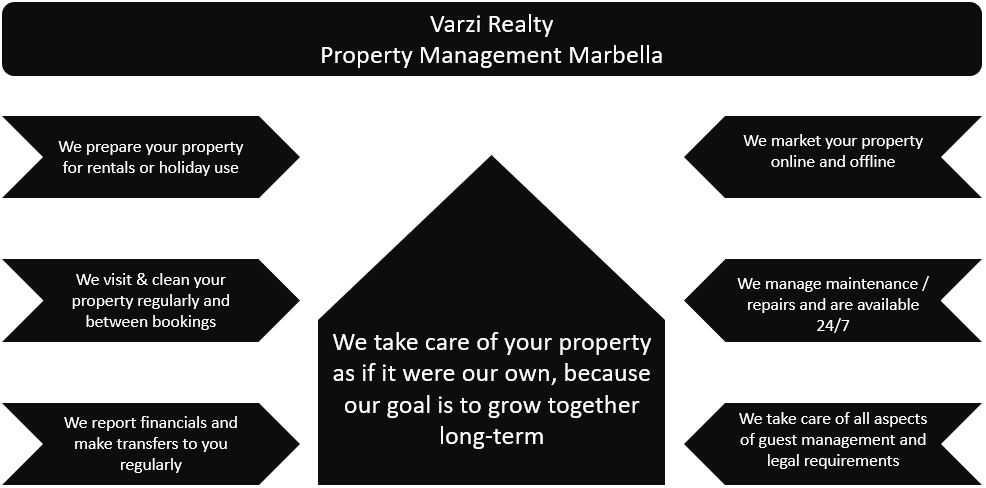 Varzi Realty
Property Management Marbella
We prepare your property
for rentals or holiday use
We market your property
online and offline
We visit & clean your
property regularly and
between bookings
We manage maintenance /
repairs and are available
24/7
We take care of your property
as if it were our own, because
our goal is to grow together
long-term
We report financials and
make transfers to you
regularly
We take care of all aspects
of guest management and
legal requirements